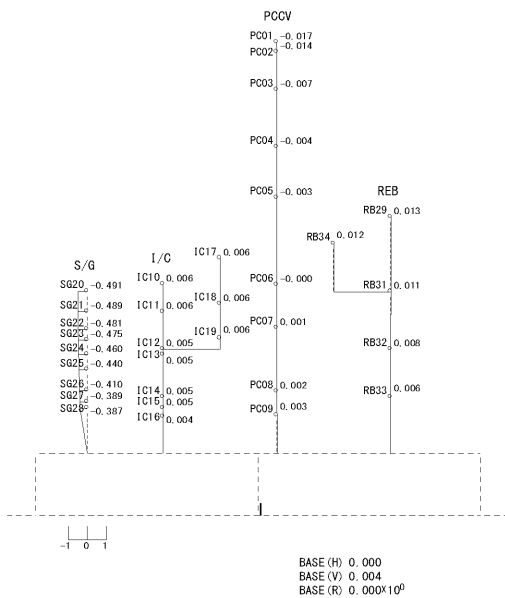 PCCV
PC01 -0.017
PC02 -0.014
PC03 -0.007
PC04 -0.004
PC05 -0.003
PC06 -0.000
PC07 0.001
PC08 0.002
PC09 0.003
REB
RB29 0.013
RB34 0.012
RB31 0.011
RB32 0.008
RB33 0.006
I/C
IC17 0.006
IC18 0.006
IC19 0.006
IC10 0.006
IC11 0.006
IC12 0.005
IC13 0.005
IC14 0.005
IC15 0.005
IC16 0.004
S/G
SG20 -0.491
SG21 -0.489
SG22 -0.481
SG23 -0.475
SG24 -0.460
SG25 -0.440
SG26 -0.410
SG27 -0.389
SG28 -0.387
-1 0 1
BASE(H) 0.000
BASE(V) 0.004
BASE(R) 0.000×10⁰